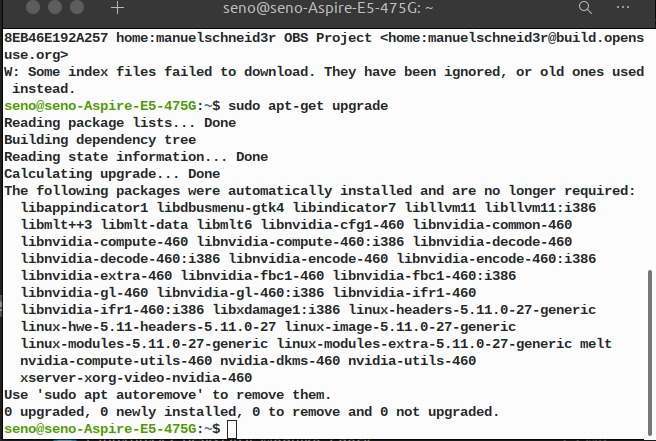 seno@seno-Aspire-E5-475G: ~
8EB46E192A257 home:manuelschneid3r OBS Project <home:manuelschneid3r@build.opens
use.org>
W: Some index files failed to download. They have been ignored, or old ones used
 instead.
seno@seno-Aspire-E5-475G:~$ sudo apt-get upgrade
Reading package lists... Done
Building dependency tree
Reading state information... Done
Calculating upgrade... Done
The following packages were automatically installed and are no longer required:
  libappindicator1 libdbusmenu-gtk4 libindicator7 libllvm11 libllvm11:i386
  libmlt++3 libmlt-data libmlt6 libnvidia-cfg1-460 libnvidia-common-460
  libnvidia-compute-460 libnvidia-compute-460:i386 libnvidia-decode-460
  libnvidia-decode-460:i386 libnvidia-encode-460 libnvidia-encode-460:i386
  libnvidia-extra-460 libnvidia-fbc1-460 libnvidia-fbc1-460:i386
  libnvidia-gl-460 libnvidia-gl-460:i386 libnvidia-ifr1-460
  libnvidia-ifr1-460:i386 libxdamage1:i386 linux-headers-5.11.0-27-generic
  linux-hwe-5.11-headers-5.11.0-27 linux-image-5.11.0-27-generic
  linux-modules-5.11.0-27-generic linux-modules-extra-5.11.0-27-generic melt
  nvidia-compute-utils-460 nvidia-dkms-460 nvidia-utils-460
  xserver-xorg-video-nvidia-460
Use 'sudo apt autoremove' to remove them.
0 upgraded, 0 newly installed, 0 to remove and 0 not upgraded.
seno@seno-Aspire-E5-475G:~$